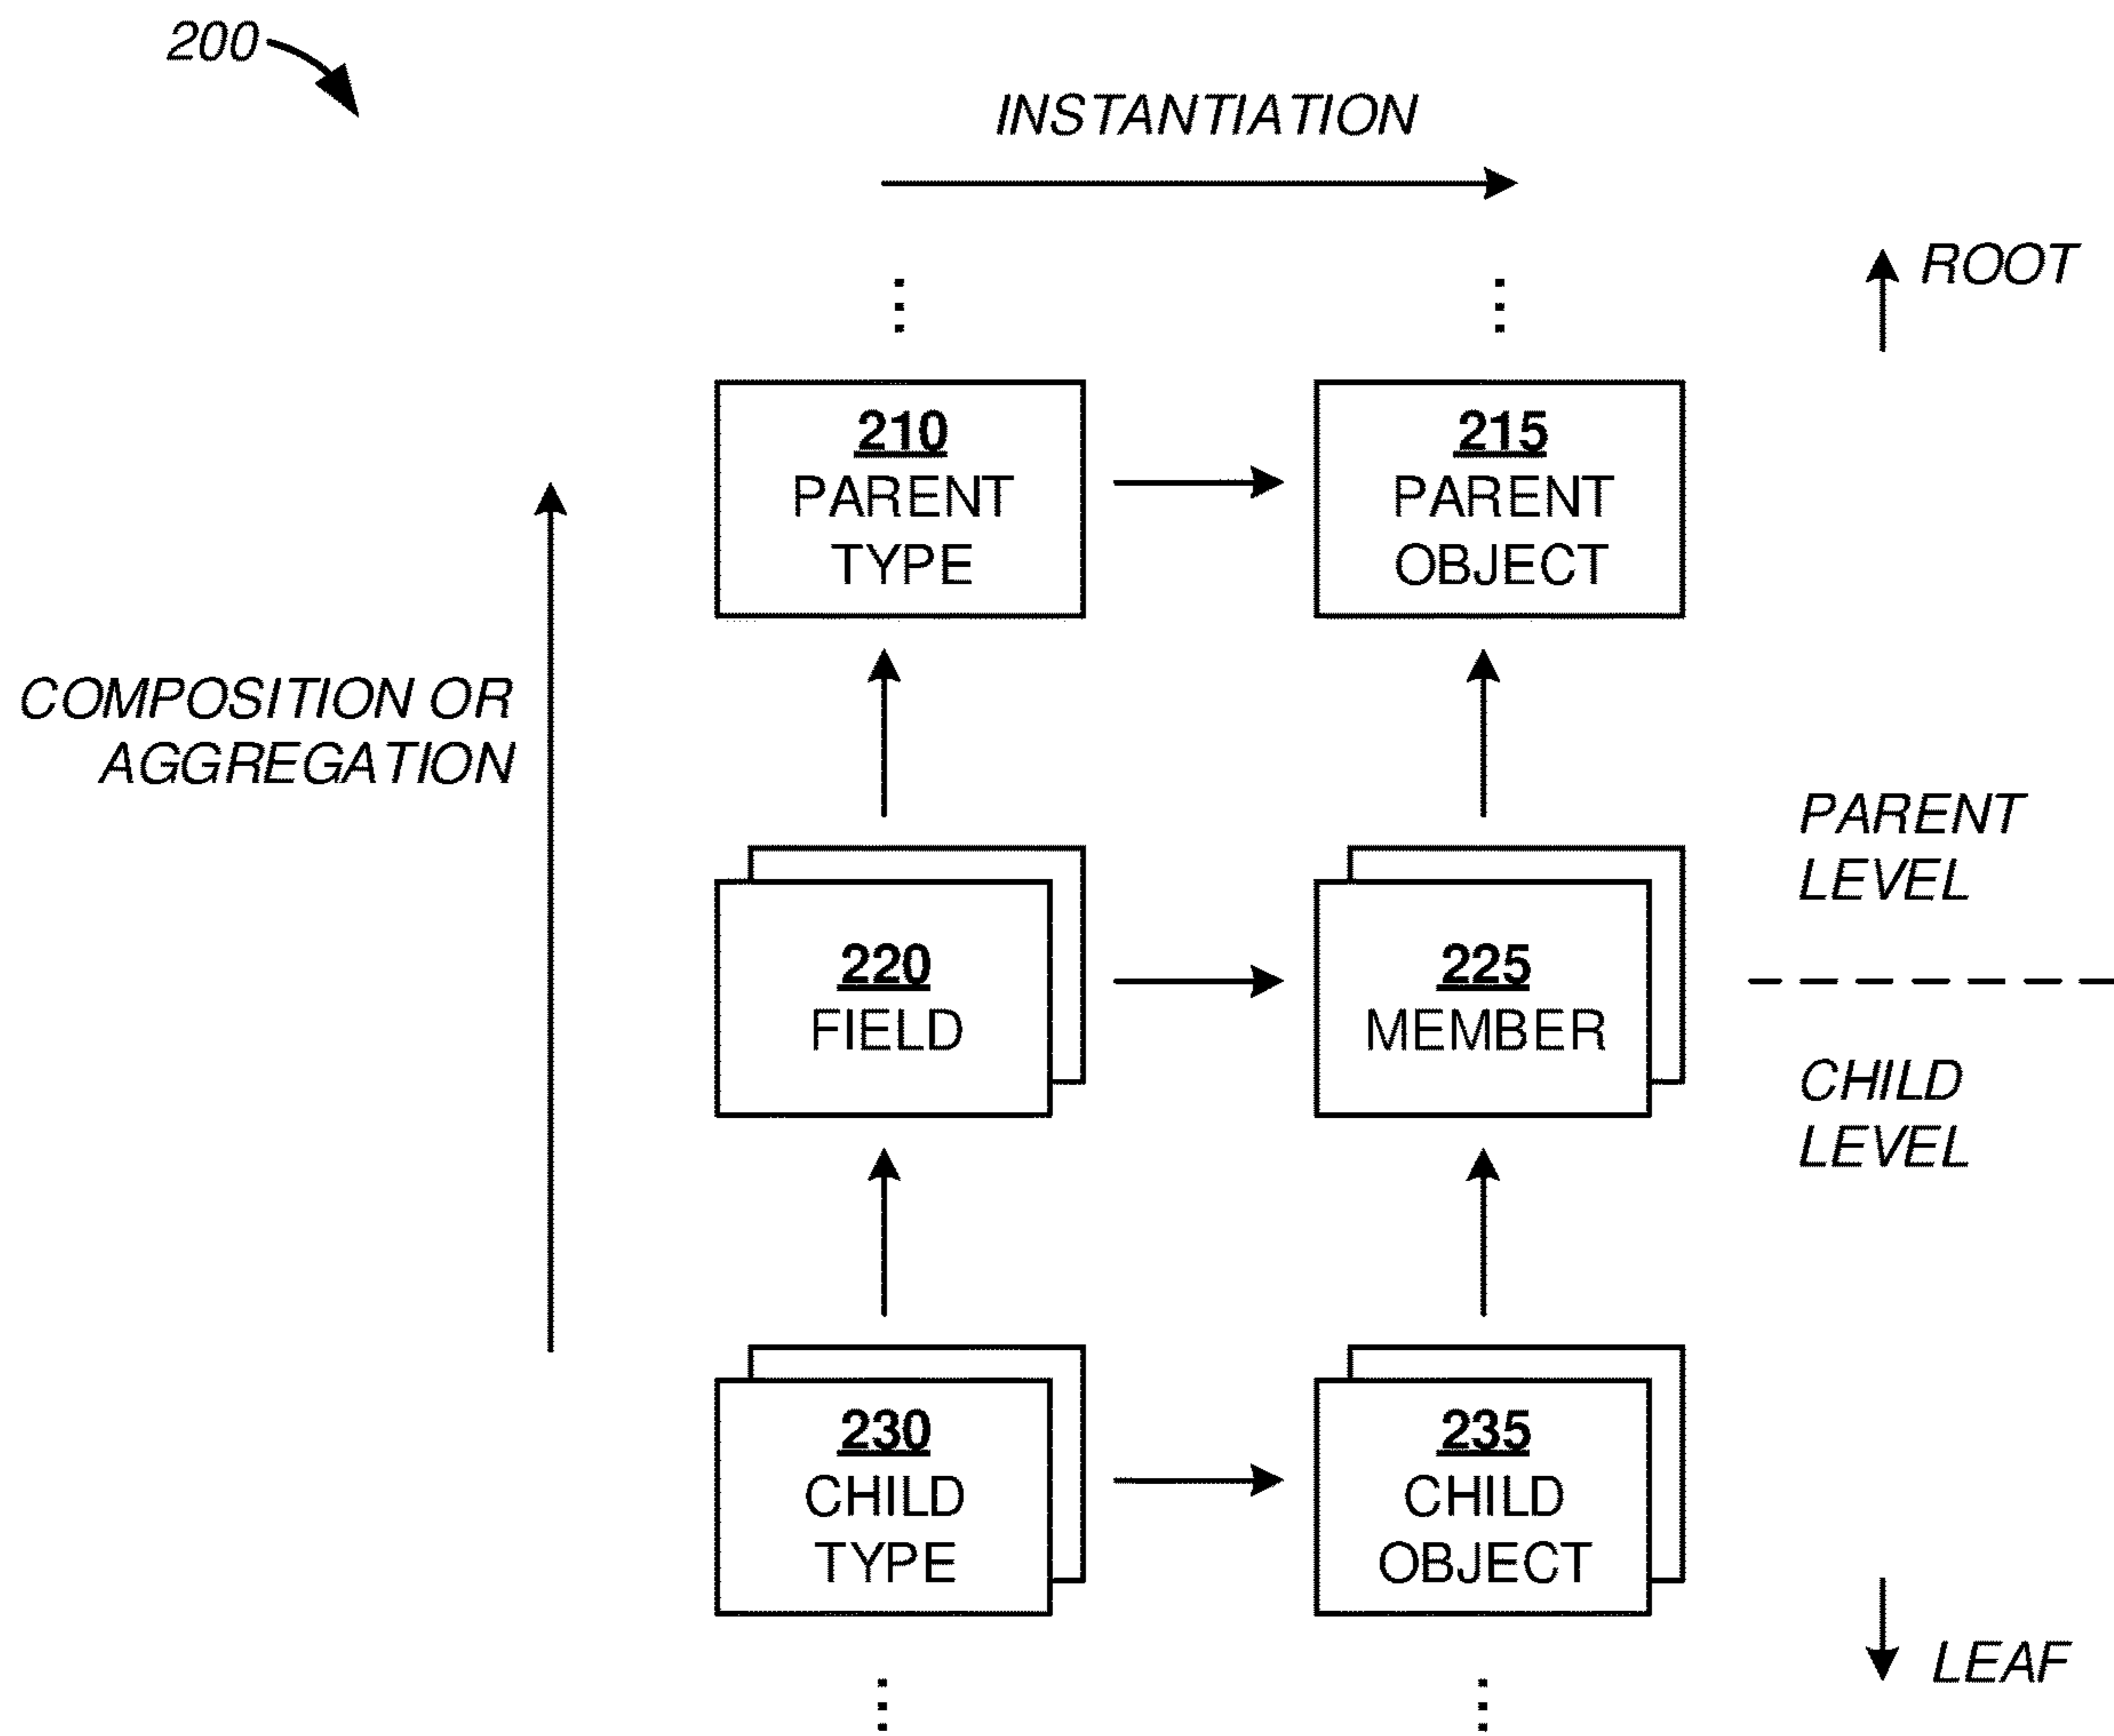 200
INSTANTIATION
ROOT
210
PARENT
TYPE
215
PARENT
OBJECT
COMPOSITION OR
AGGREGATION
PARENT
LEVEL
220
FIELD
225
MEMBER
CHILD
LEVEL
230
CHILD
TYPE
235
CHILD
OBJECT
LEAF